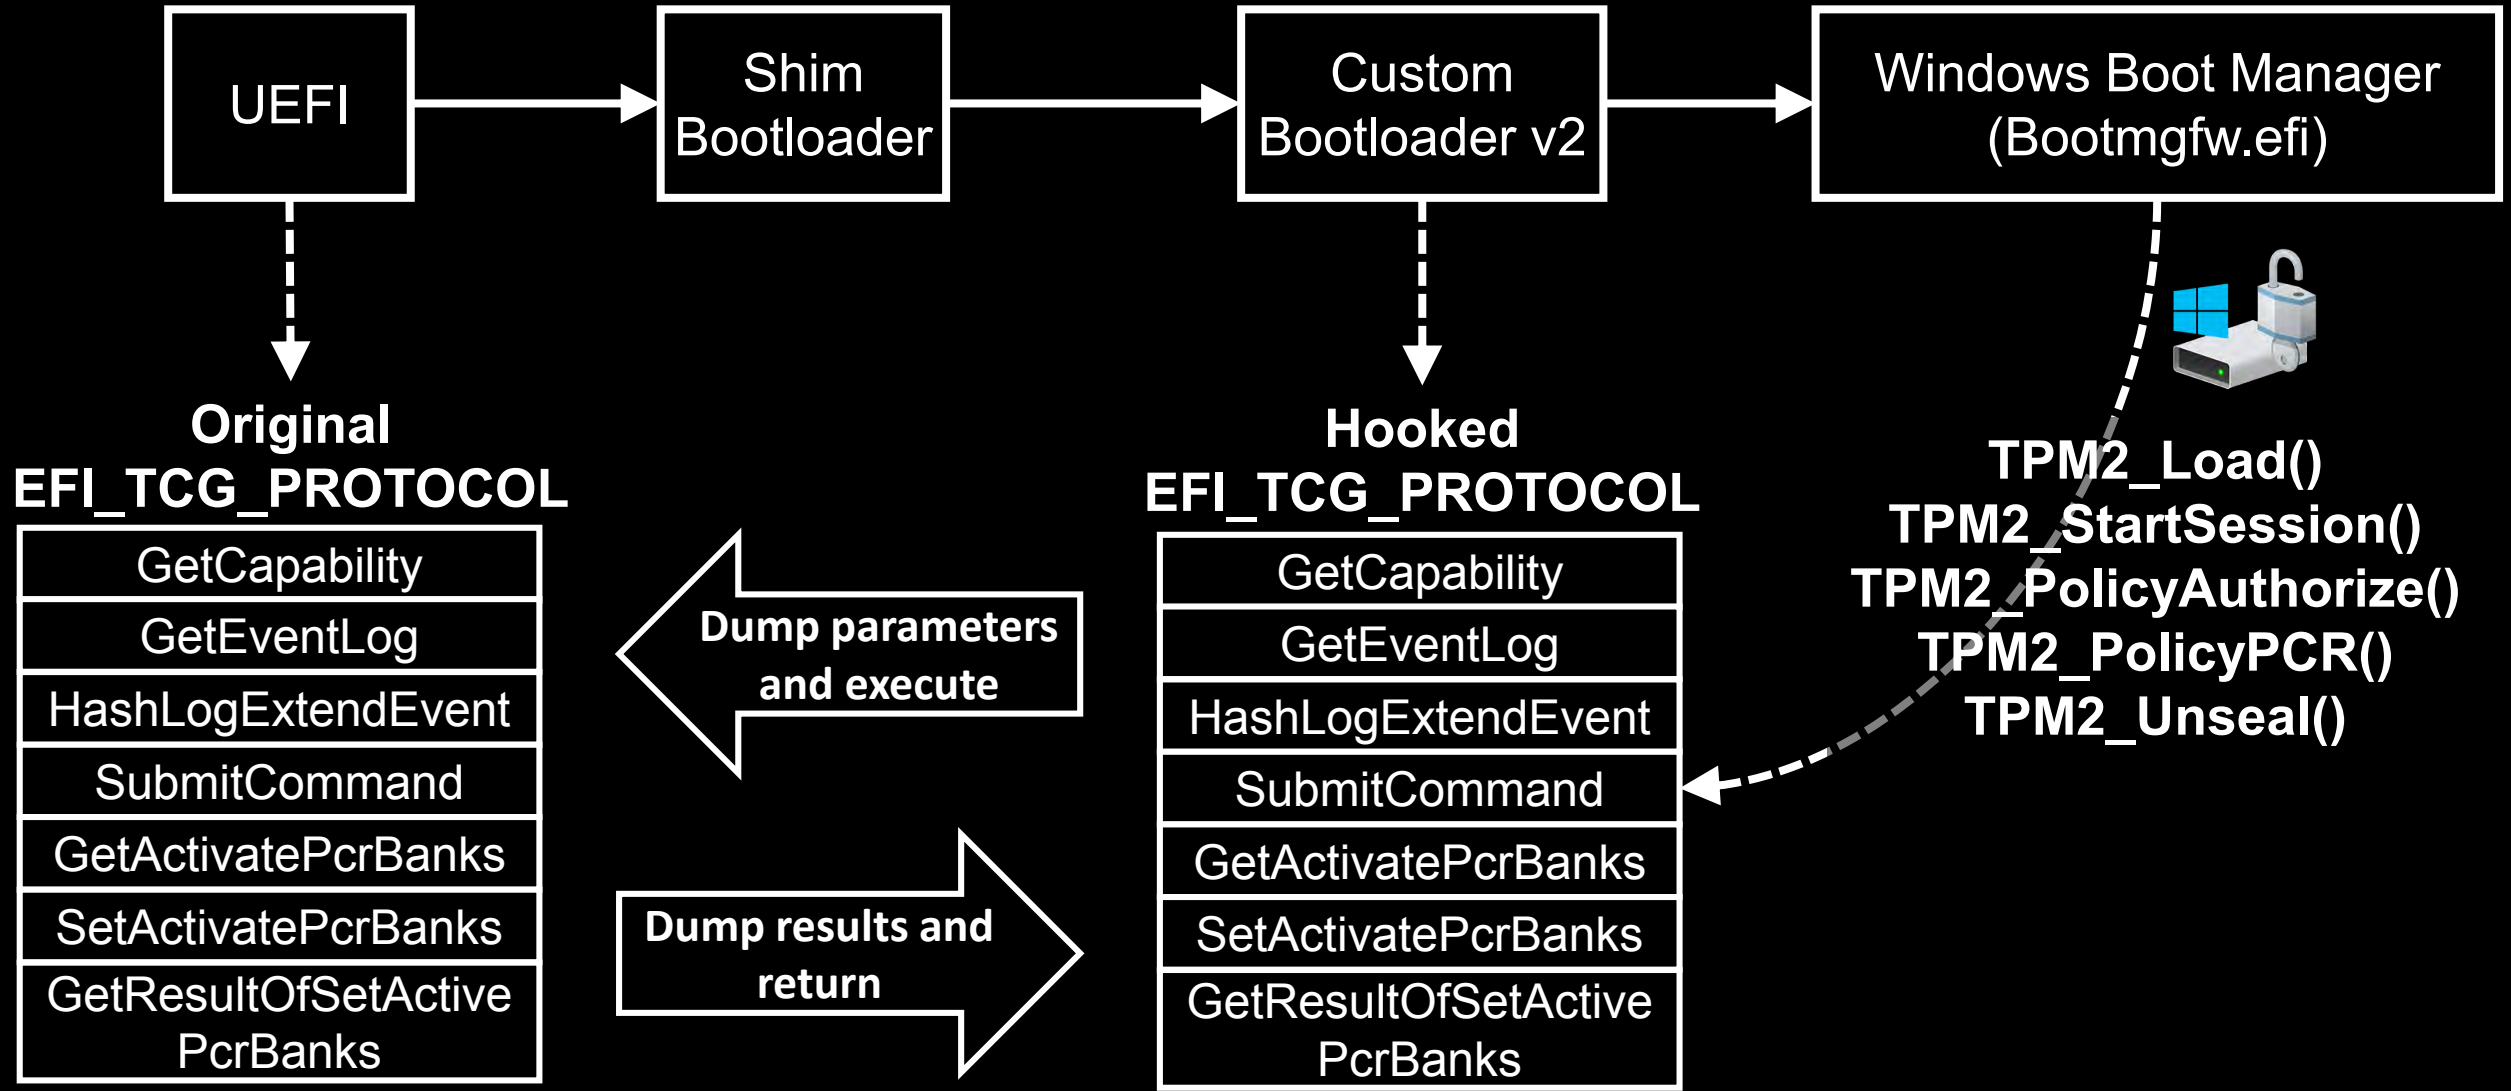 UEFI
Shim
Bootloader
Custom
Bootloader v2
Windows Boot Manager
(Bootmgfw.efi)
Original
EFI_TCG_PROTOCOL
GetCapability
GetEventLog
HashLogExtendEvent
SubmitCommand
GetActivatePcrBanks
SetActivatePcrBanks
GetResultOfSetActive
PcrBanks
Dump parameters
and execute
Dump results and
return
Hooked
EFI_TCG_PROTOCOL
GetCapability
GetEventLog
HashLogExtendEvent
SubmitCommand
GetActivatePcrBanks
SetActivatePcrBanks
GetResultOfSetActive
PcrBanks
TPM2_Load()
TPM2_StartSession()
TPM2_PolicyAuthorize()
TPM2_PolicyPCR()
TPM2_Unseal()